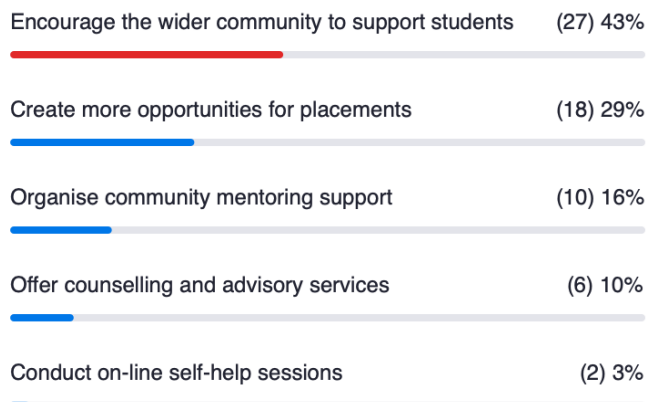 Encourage the wider community to support students (27) 43%
Create more opportunities for placements (18) 29%
Organise community mentoring support (10) 16%
Offer counselling and advisory services (6) 10%
Conduct on-line self-help sessions (2) 3%